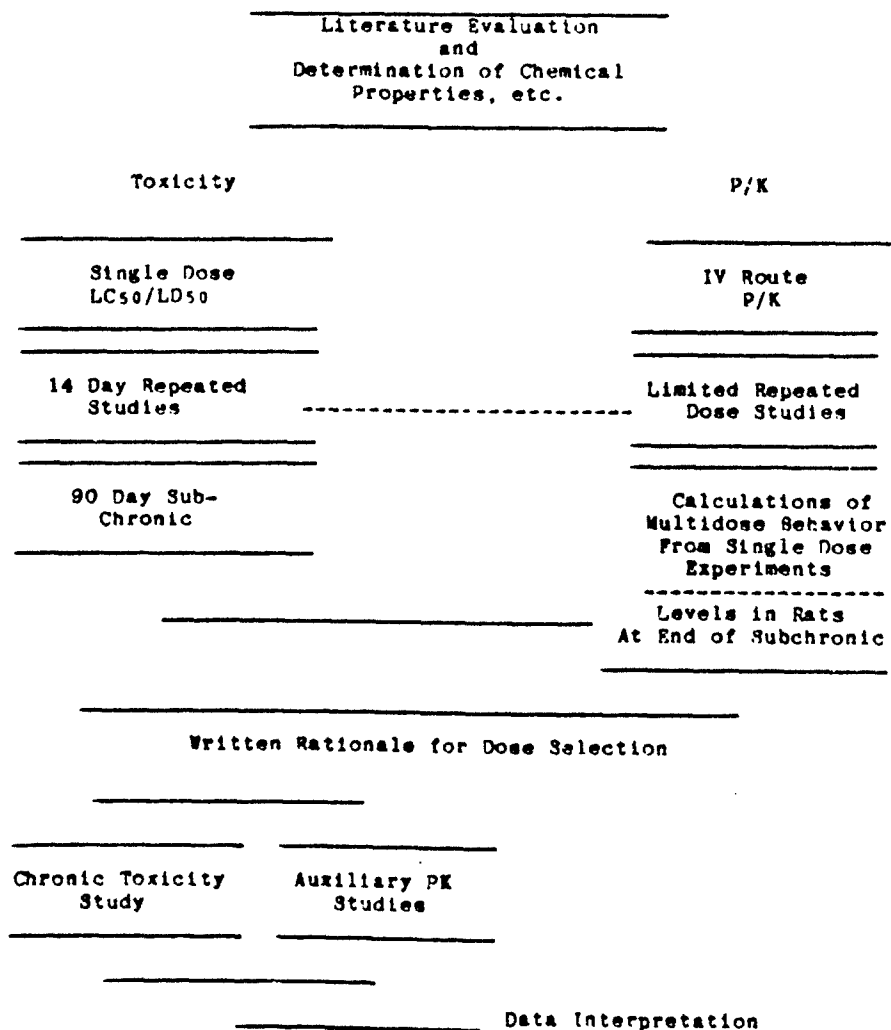 Literature Evaluation
and
Determination of Chemical
Properties, etc.
Toxicity
P/K
Single Dose
LC50/LD50
IV Route
P/K
14 Day Repeated
Studies
Limited Repeated
Dose Studies
90 Day Sub-
Chronic
Calculations of
Multidose Behavior
From Single Dose
Experiments
Levels in Rats
At End of Subchronic
Written Rationale for Dose Selection
Chronic Toxicity
Study
Auxiliary PK
Studies
Data Interpretation